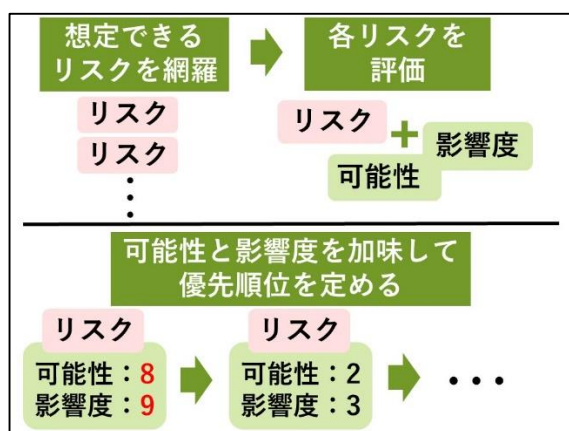 想定できる
リスクを網羅
各リスクを
評価
リスク
リスク
リスク
+
影響度
可能性
可能性と影響度を加味して
優先順位を定める
リスク
可能性：8
影響度：9
リスク
可能性：2
影響度：3